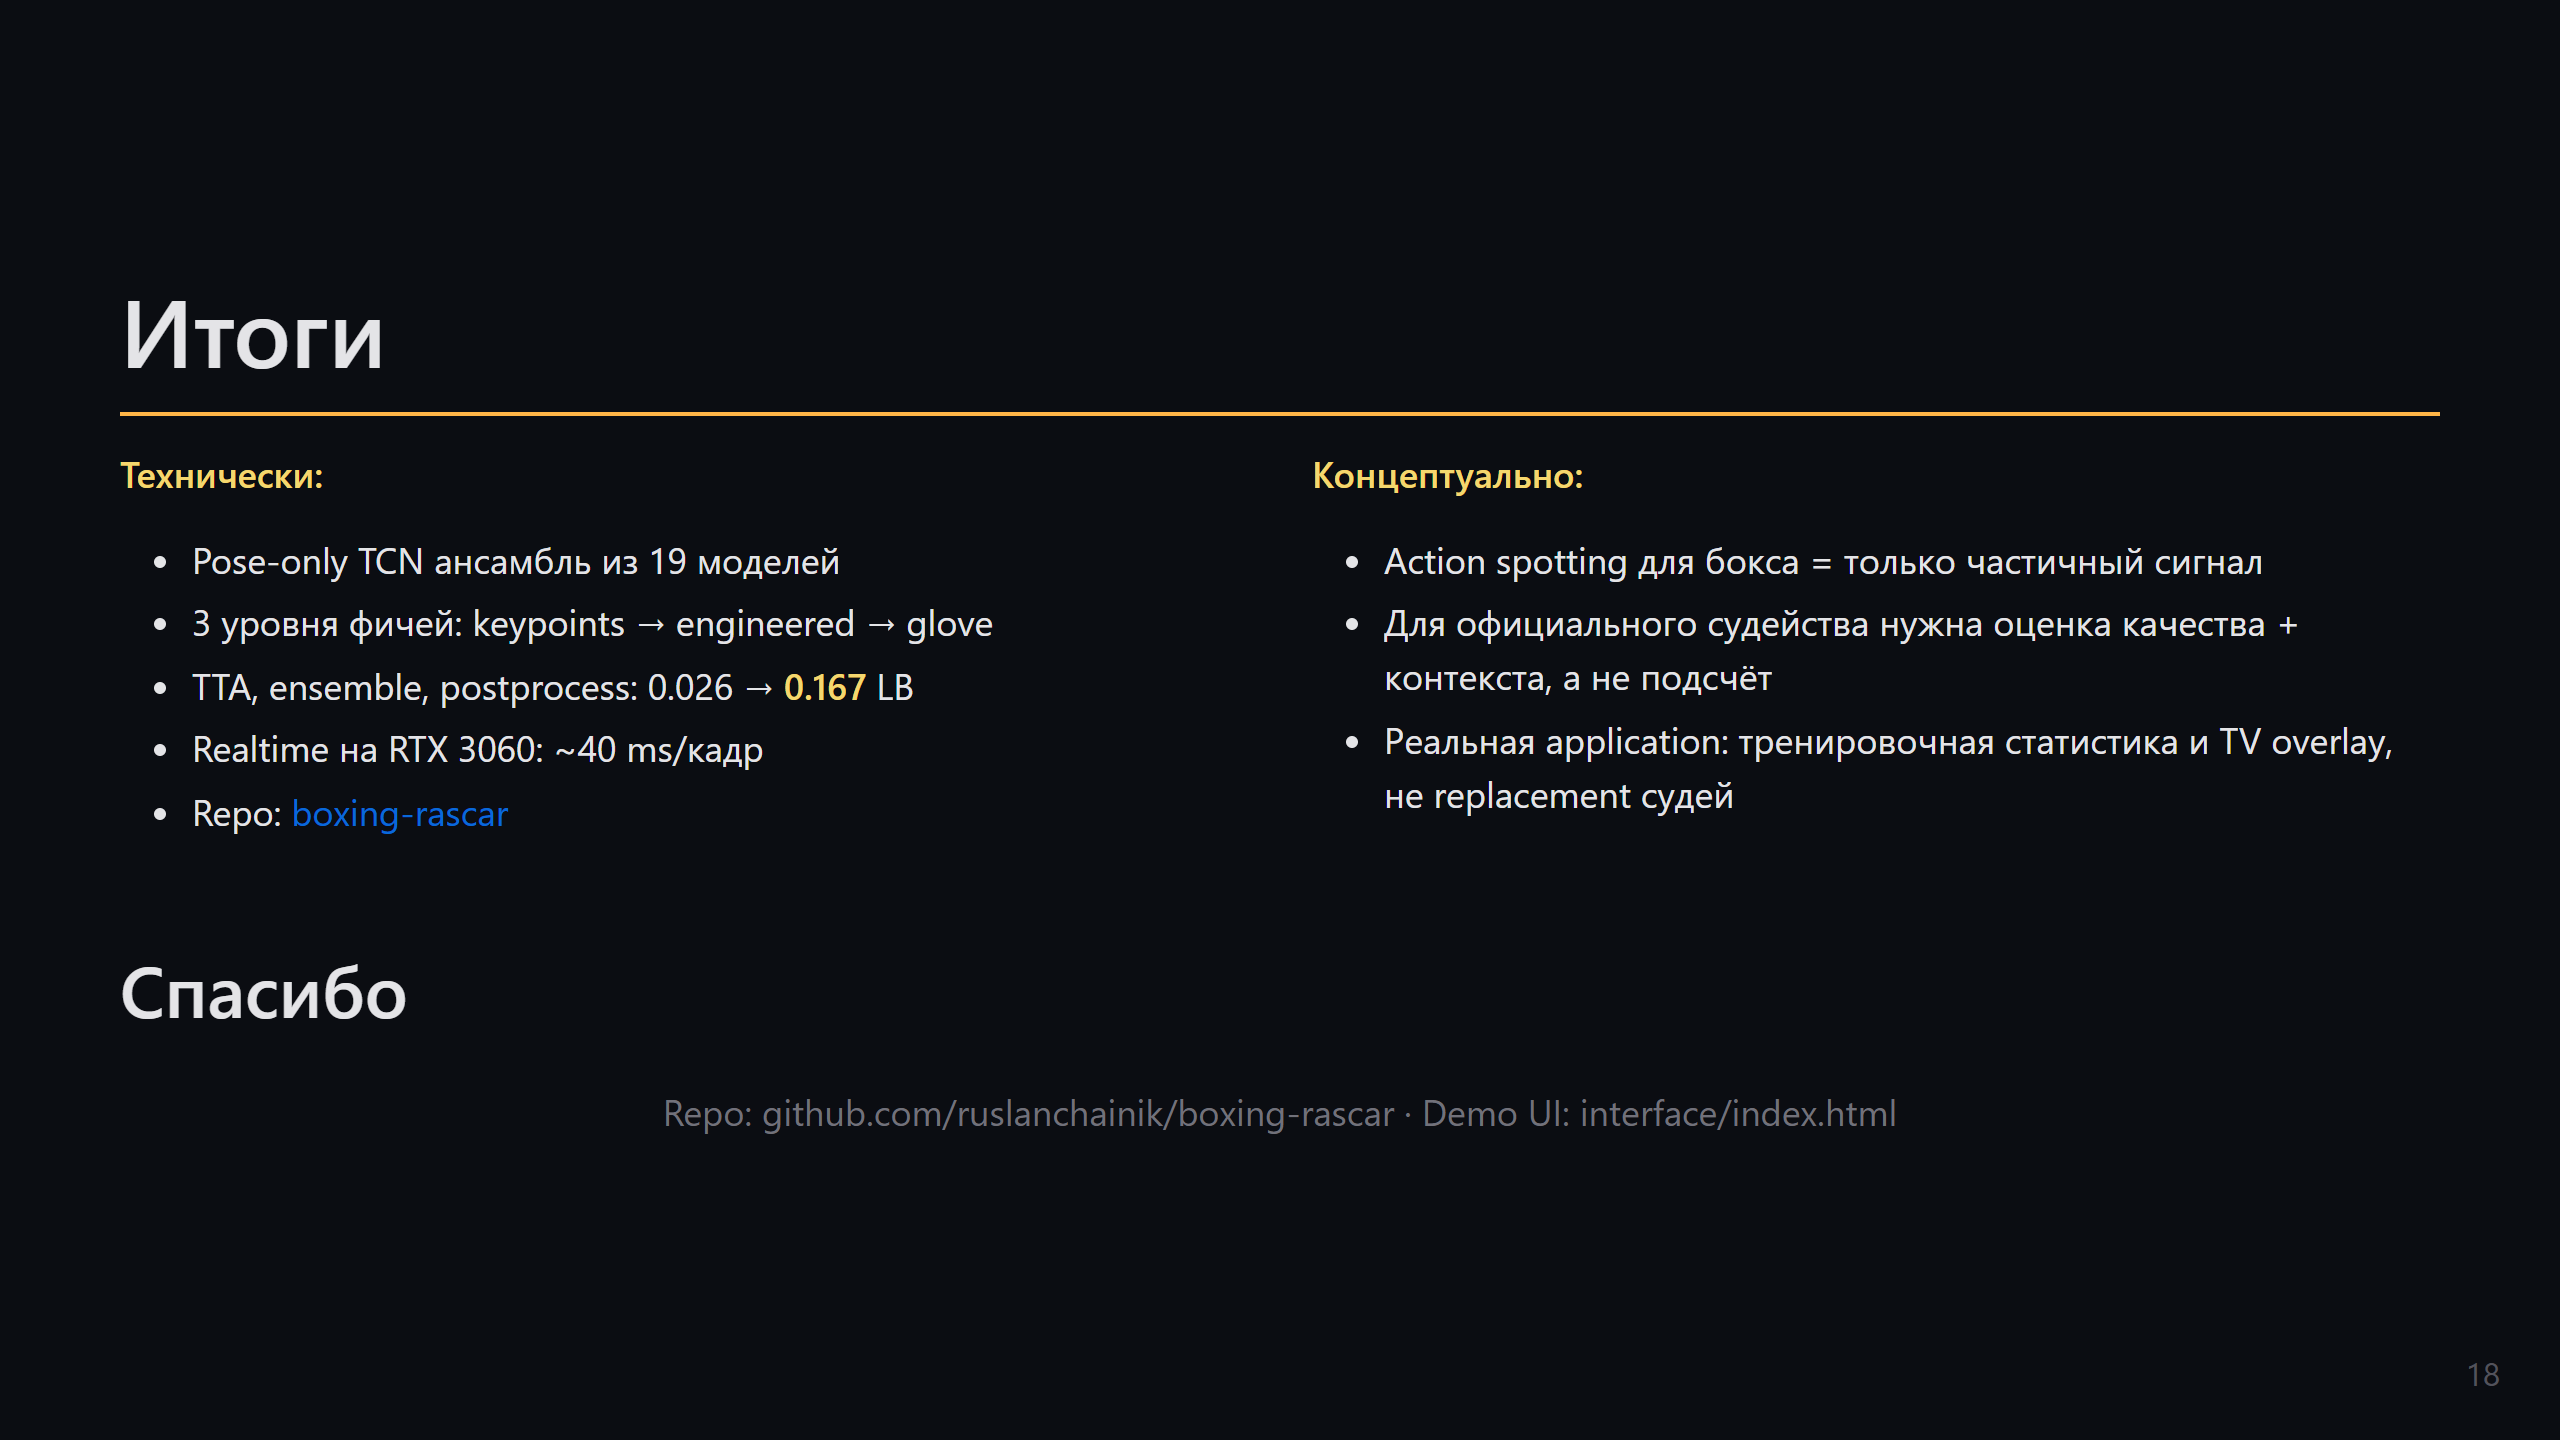 Итоги
Технически:
• Pose-only TCN ансамбль из 19 моделей
• 3 уровня фичей: keypoints → engineered → glove
• TTA, ensemble, postprocess: 0.026 → 0.167 LB
• Realtime на RTX 3060: ~40 ms/кадр
• Repo: boxing-rascar
Концептуально:
• Action spotting для бокса = только частичный сигнал
• Для официального судейства нужна оценка качества +
контекста, а не подсчёт
• Реальная application: тренировочная статистика и TV overlay,
не replacement судей
Спасибо
Repo: github.com/ruslanchainik/boxing-rascar · Demo UI: interface/index.html
18